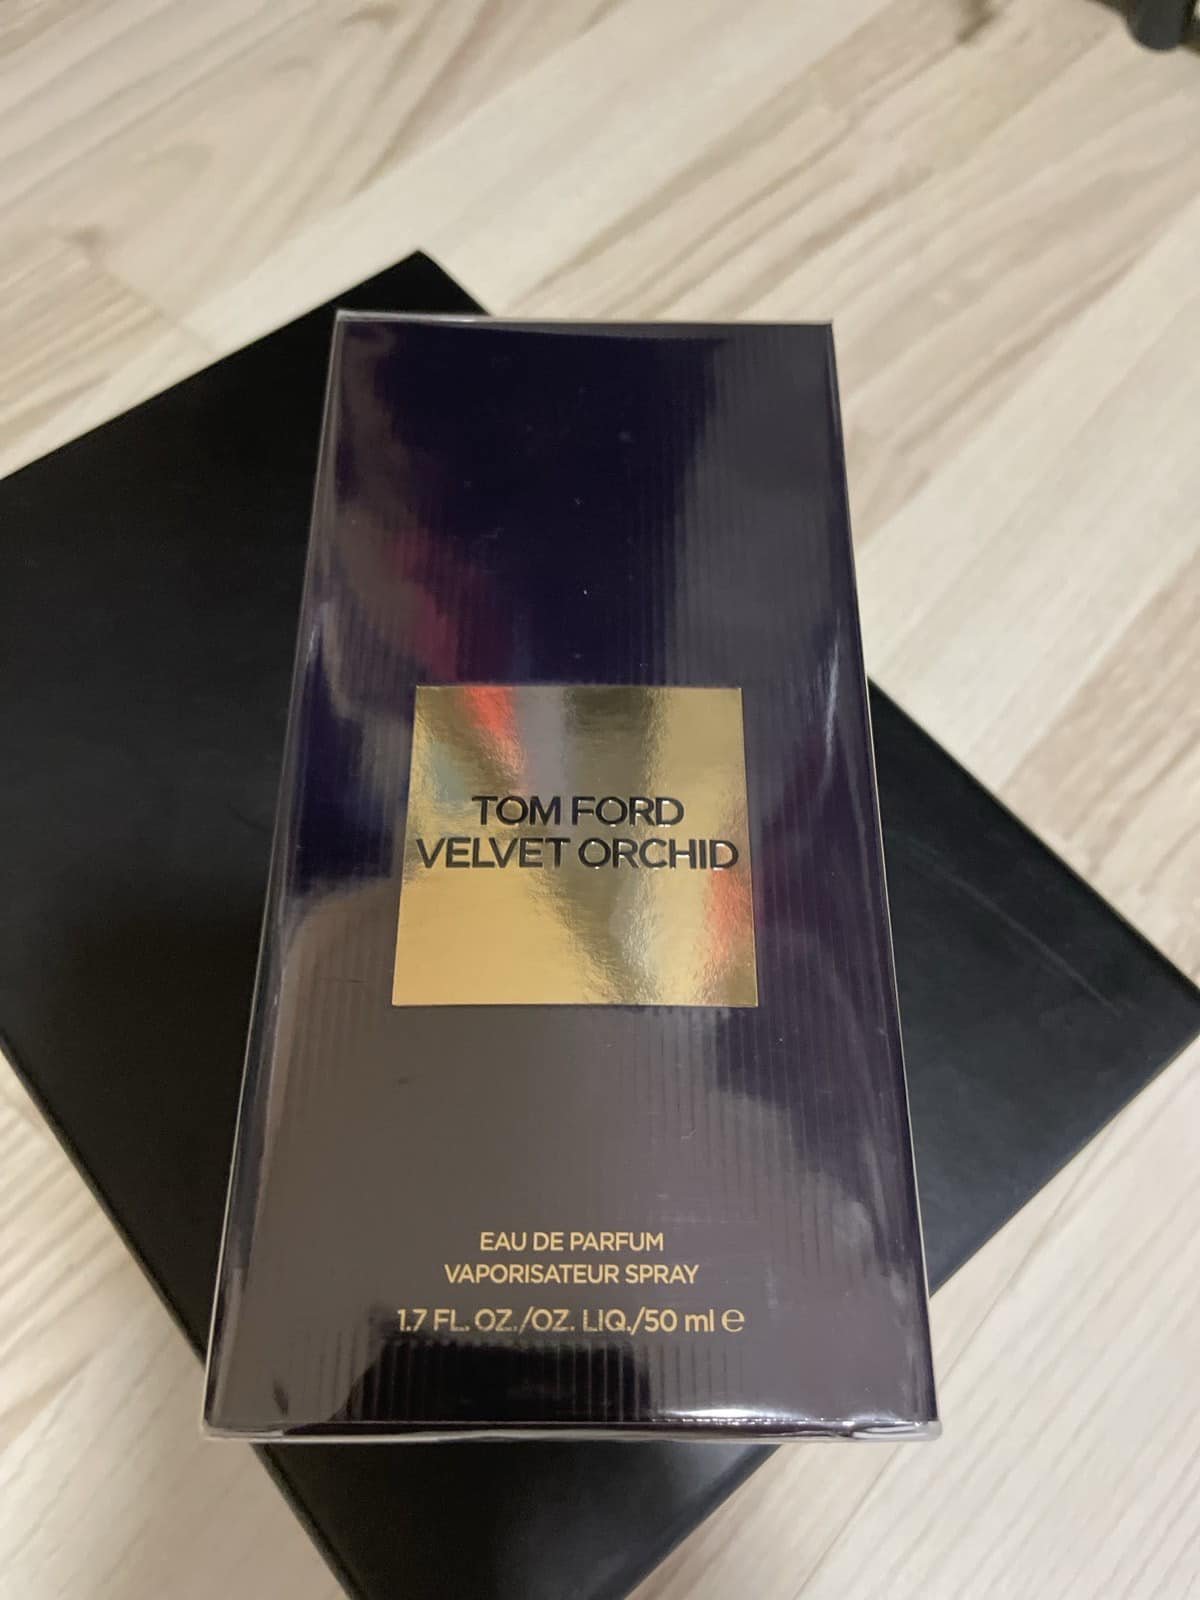 TOM FORD
VELVET ORCHID
EAU DE PARFUM
VAPORISATEUR SPRAY
1.7 FL. OZ./OZ. LIQ./50 ml ℮